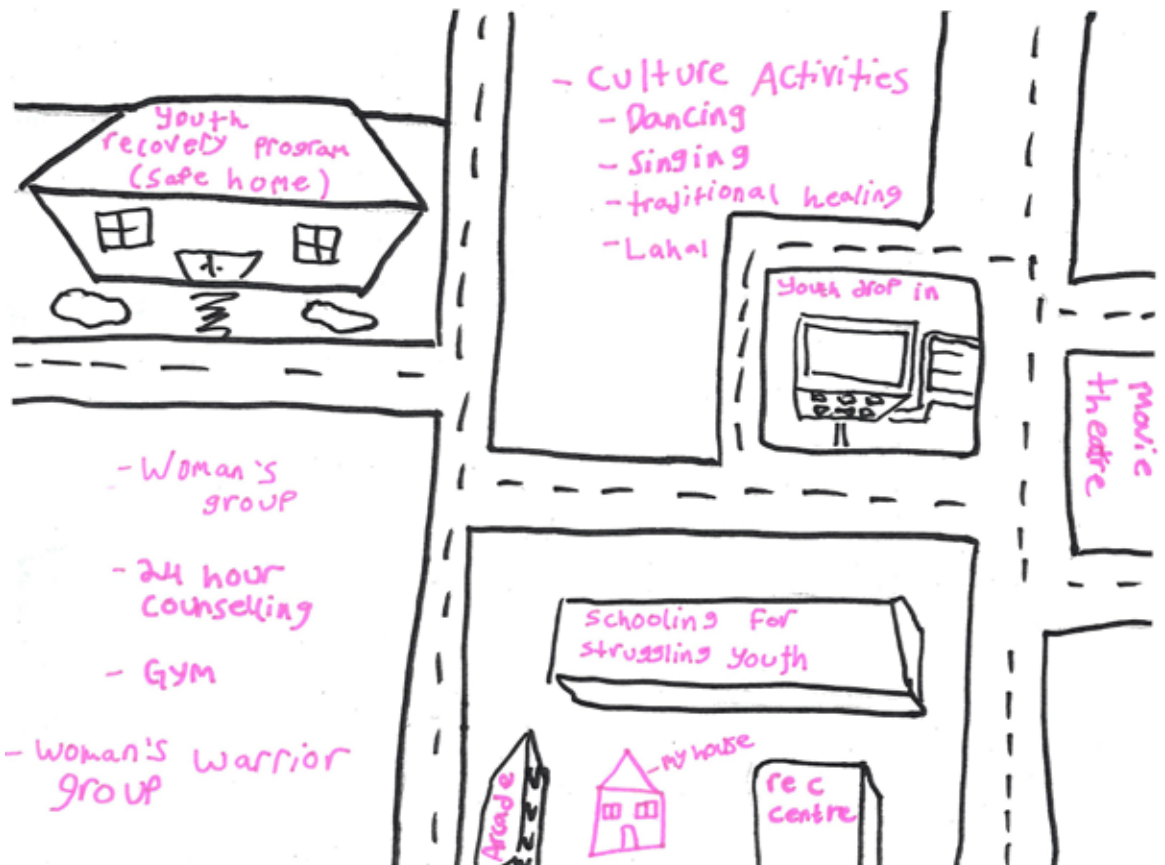 Youth
recovery program
(safe home)
- Culture Activities
- Dancing
- Singing
- traditional healing
- Lahal
Youth drop in
movie
theatre
- Woman's
group
- 24 hour
counselling
- Gym
- Woman's warrior
group
Schooling for
struggling youth
Arcade
- my house
rec
centre